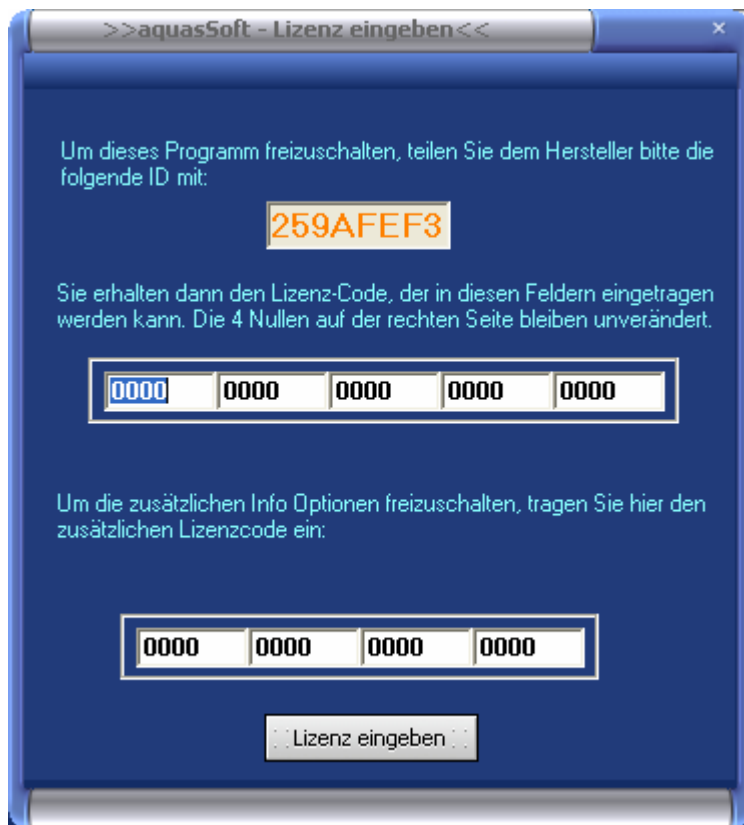 >>aquasSoft - Lizenz eingeben<<
Um dieses Programm freizuschalten, teilen Sie dem Hersteller bitte die
folgende ID mit:
259AFEF3
Sie erhalten dann den Lizenz-Code, der in diesen Feldern eingetragen
werden kann. Die 4 Nullen auf der rechten Seite bleiben unverändert.
0000 0000 0000 0000 0000
Um die zusätzlichen Info Optionen freizuschalten, tragen Sie hier den
zusätzlichen Lizenzcode ein:
0000 0000 0000 0000
Lizenz eingeben